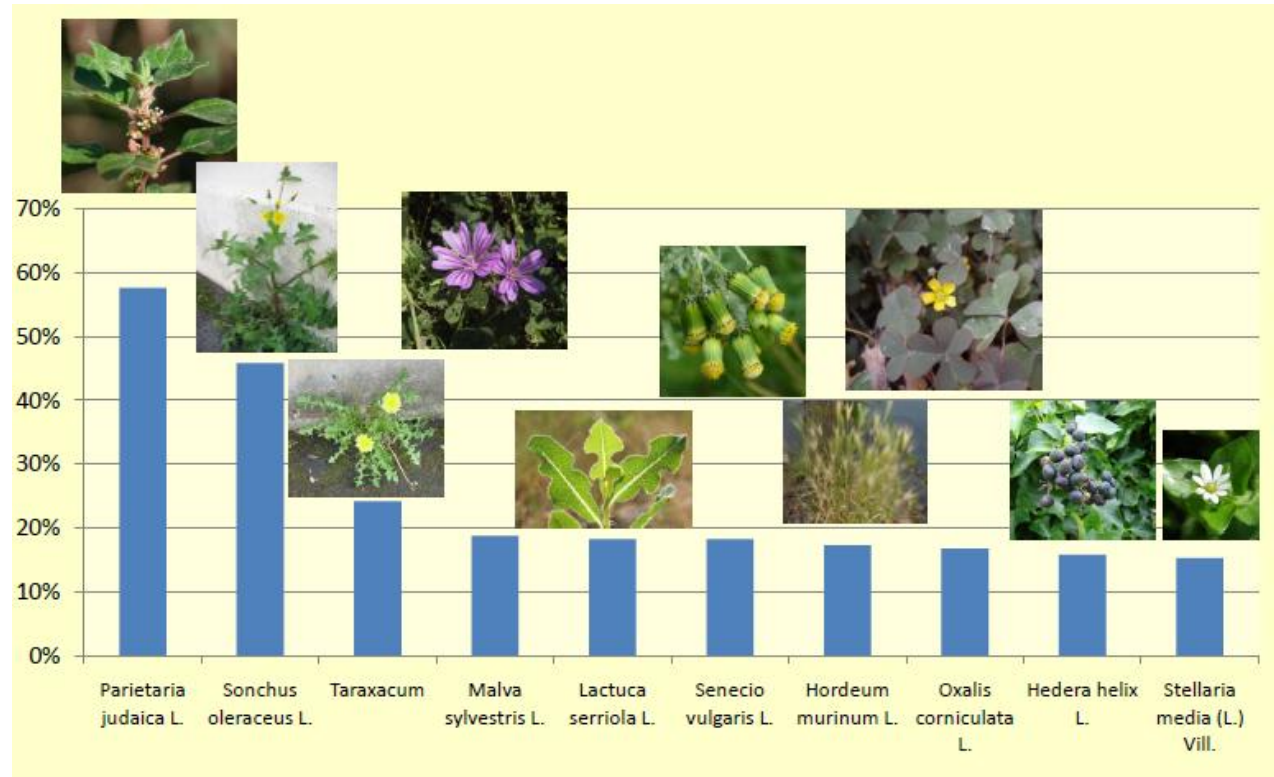 70%
60%
50%
40%
30%
20%
10%
0%
Parietaria
judaica L.
Sonchus
oleraceus L.
Taraxacum
Malva
sylvestris L.
Lactuca
serriola L.
Senecio
vulgaris L.
Hordeum
murinum L.
Oxalis
corniculata
L.
Hedera helix
L.
Stellaria
media (L.)
Vill.